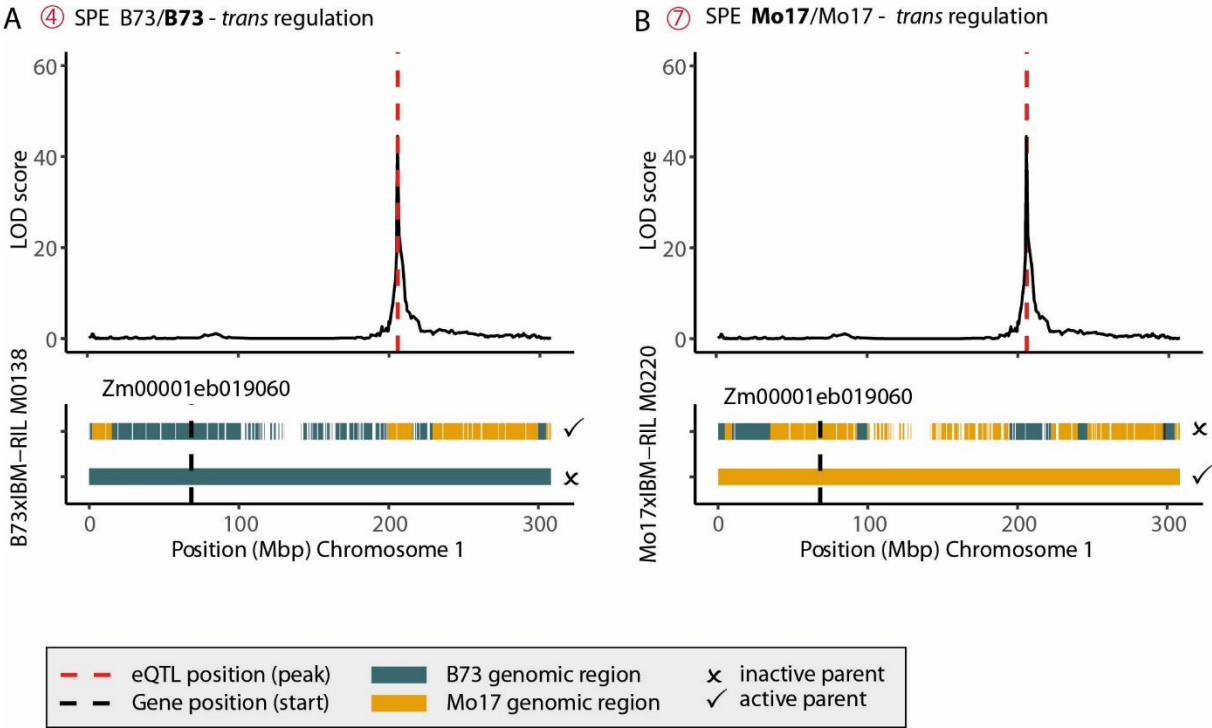 A ④ SPE B73/B73 - trans regulation
60
40
20
0
LOD score
Zm00001eb019060
B73xIBM−RIL M0138
✓
×
0 100 200 300
Position (Mbp) Chromosome 1
B ⑦ SPE Mo17/Mo17 - trans regulation
60
40
20
0
LOD score
Zm00001eb019060
Mo17xIBM−RIL M0220
×
✓
0 100 200 300
Position (Mbp) Chromosome 1
eQTL position (peak) B73 genomic region × inactive parent
Gene position (start) Mo17 genomic region ✓ active parent